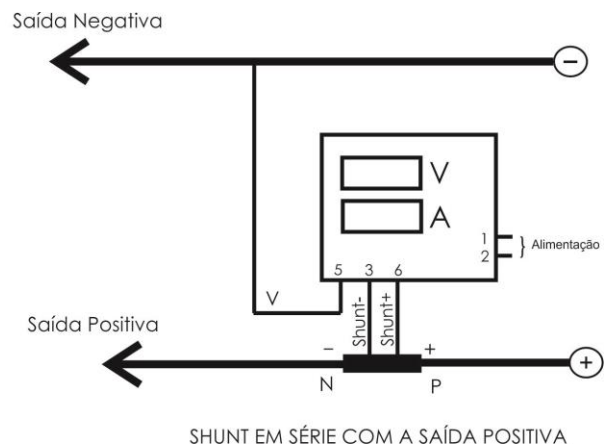 Saída Negativa
−
V
A
1
2
} Alimentação
5 3 6
V
Shunt-
Shunt+
Saída Positiva
− +
+
N P
SHUNT EM SÉRIE COM A SAÍDA POSITIVA